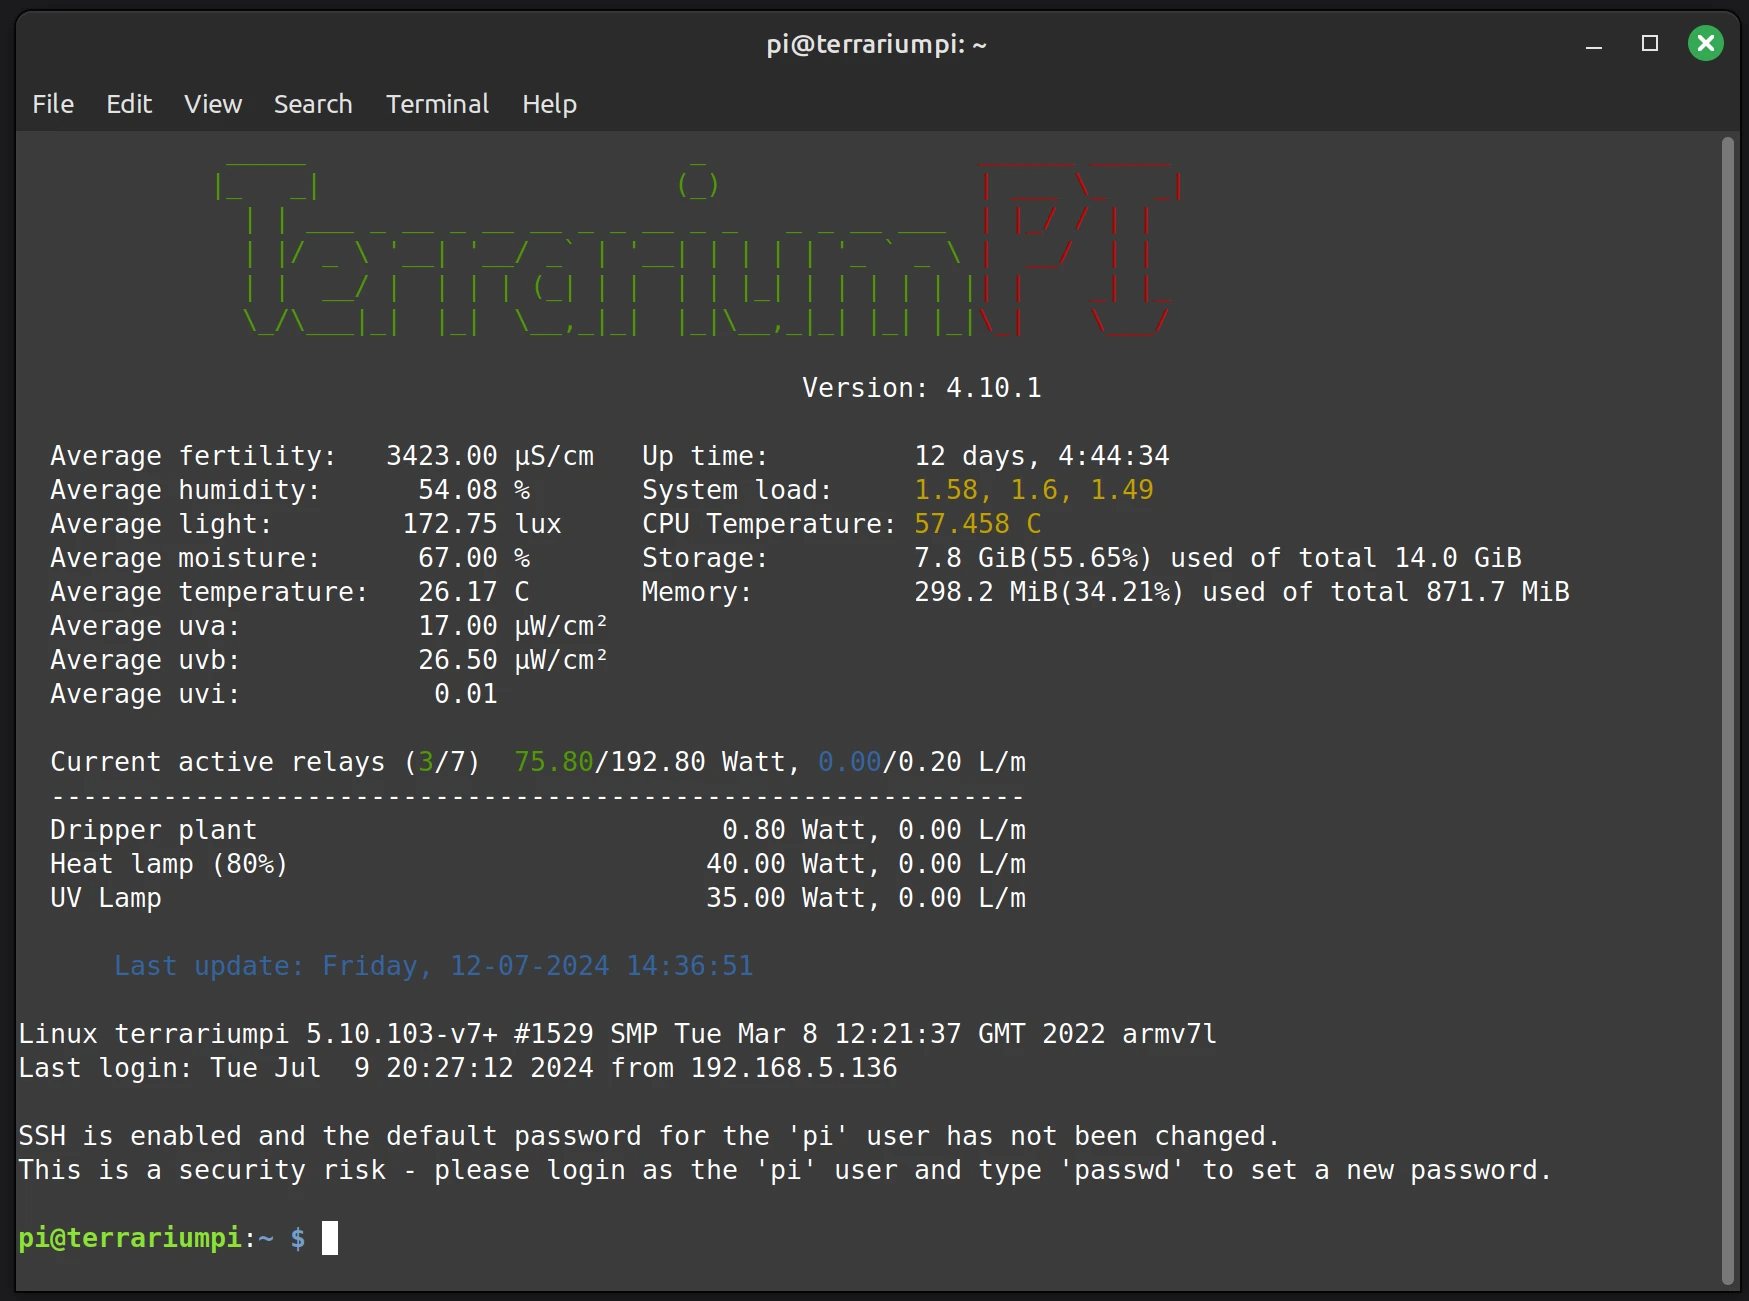 pi@terrariumpi: ~
File Edit View Search Terminal Help
TerrariumPI
Version: 4.10.1
Average fertility: 3423.00 µS/cm Up time: 12 days, 4:44:34
Average humidity: 54.08 % System load: 1.58, 1.6, 1.49
Average light: 172.75 lux CPU Temperature: 57.458 C
Average moisture: 67.00 % Storage: 7.8 GiB(55.65%) used of total 14.0 GiB
Average temperature: 26.17 C Memory: 298.2 MiB(34.21%) used of total 871.7 MiB
Average uva: 17.00 µW/cm²
Average uvb: 26.50 µW/cm²
Average uvi: 0.01
Current active relays (3/7) 75.80/192.80 Watt, 0.00/0.20 L/m
-------------------------------------------------------------
Dripper plant 0.80 Watt, 0.00 L/m
Heat lamp (80%) 40.00 Watt, 0.00 L/m
UV Lamp 35.00 Watt, 0.00 L/m
Last update: Friday, 12-07-2024 14:36:51
Linux terrariumpi 5.10.103-v7+ #1529 SMP Tue Mar 8 12:21:37 GMT 2022 armv7l
Last login: Tue Jul  9 20:27:12 2024 from 192.168.5.136
SSH is enabled and the default password for the 'pi' user has not been changed.
This is a security risk - please login as the 'pi' user and type 'passwd' to set a new password.
pi@terrariumpi:~ $